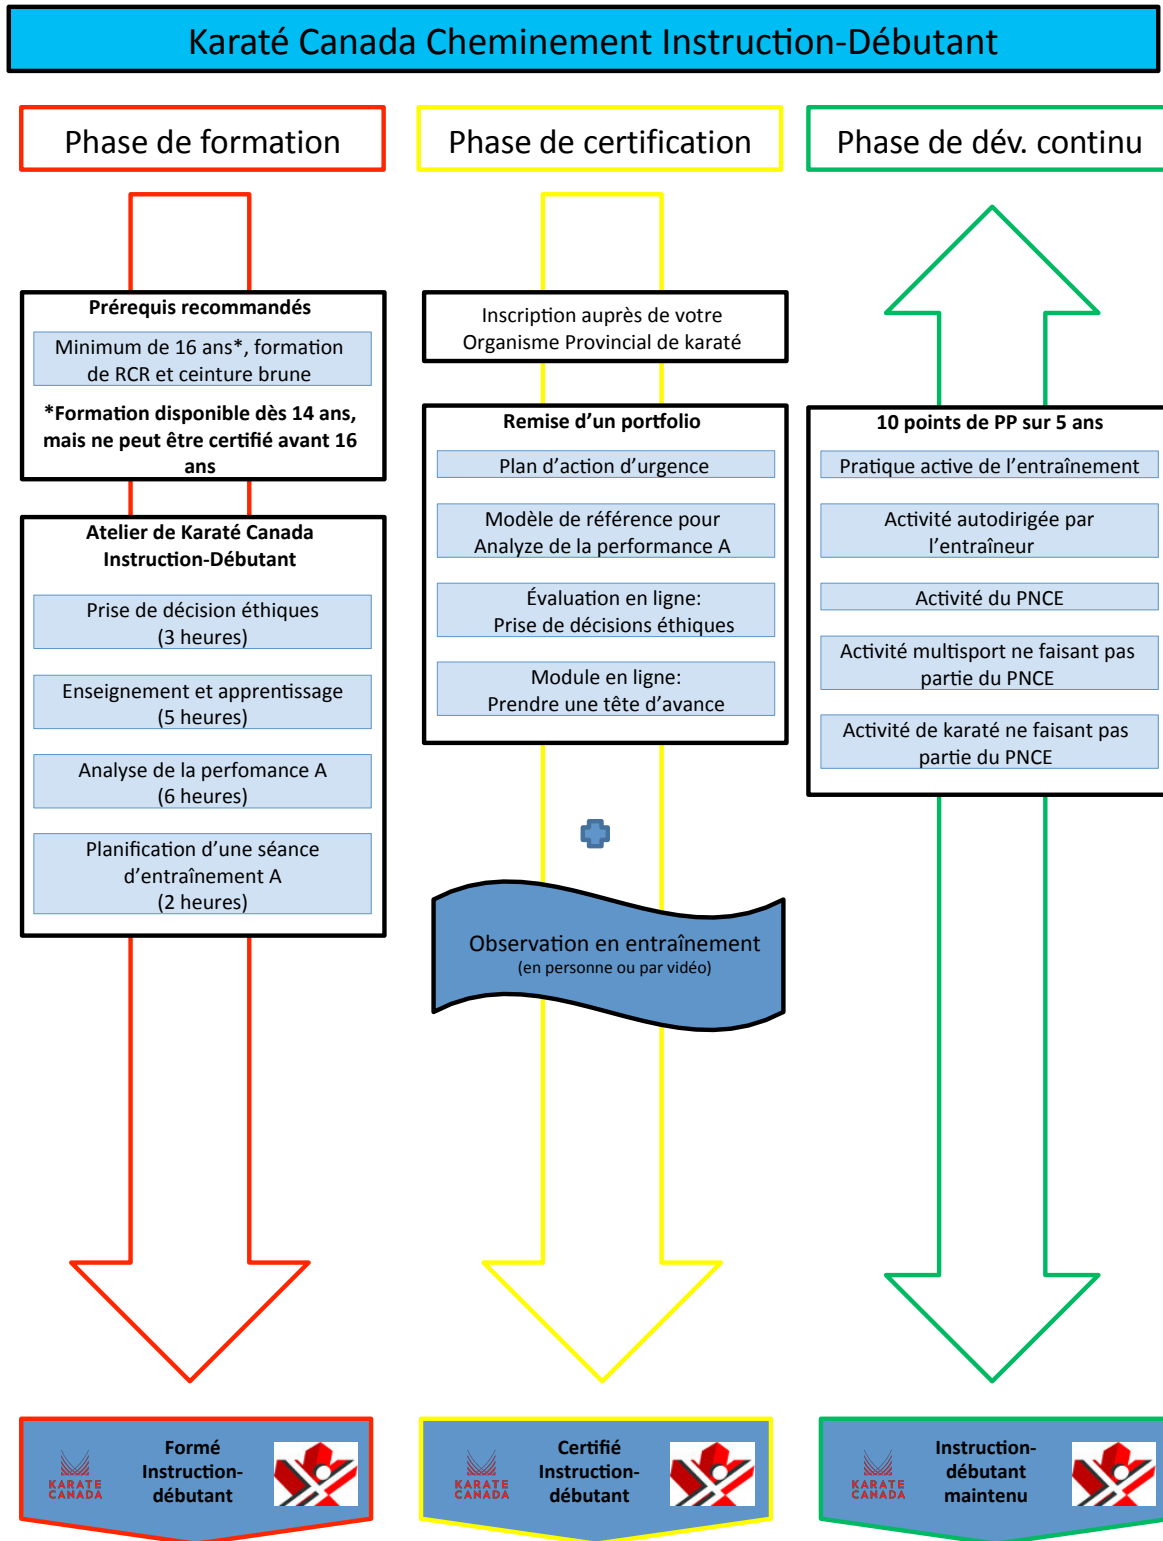 Karaté Canada Cheminement Instruction-Débutant
Phase de formation
Prérequis recommandés
Minimum de 16 ans*, formation
de RCR et ceinture brune
*Formation disponible dès 14 ans,
mais ne peut être certifié avant 16
ans
Atelier de Karaté Canada
Instruction-Débutant
Prise de décision éthiques
(3 heures)
Enseignement et apprentissage
(5 heures)
Analyse de la perfomance A
(6 heures)
Planification d'une séance
d'entraînement A
(2 heures)
KARATE
CANADA
Formé
Instruction-
débutant
Phase de certification
Inscription auprès de votre
Organisme Provincial de karaté
Remise d'un portfolio
Plan d'action d'urgence
Modèle de référence pour
Analyze de la performance A
Évaluation en ligne:
Prise de décisions éthiques
Module en ligne:
Prendre une tête d'avance
Observation en entraînement
(en personne ou par vidéo)
KARATE
CANADA
Certifié
Instruction-
débutant
Phase de dév. continu
10 points de PP sur 5 ans
Pratique active de l'entraînement
Activité autodirigée par
l'entraîneur
Activité du PNCE
Activité multisport ne faisant pas
partie du PNCE
Activité de karaté ne faisant pas
partie du PNCE
KARATE
CANADA
Instruction-
débutant
maintenu